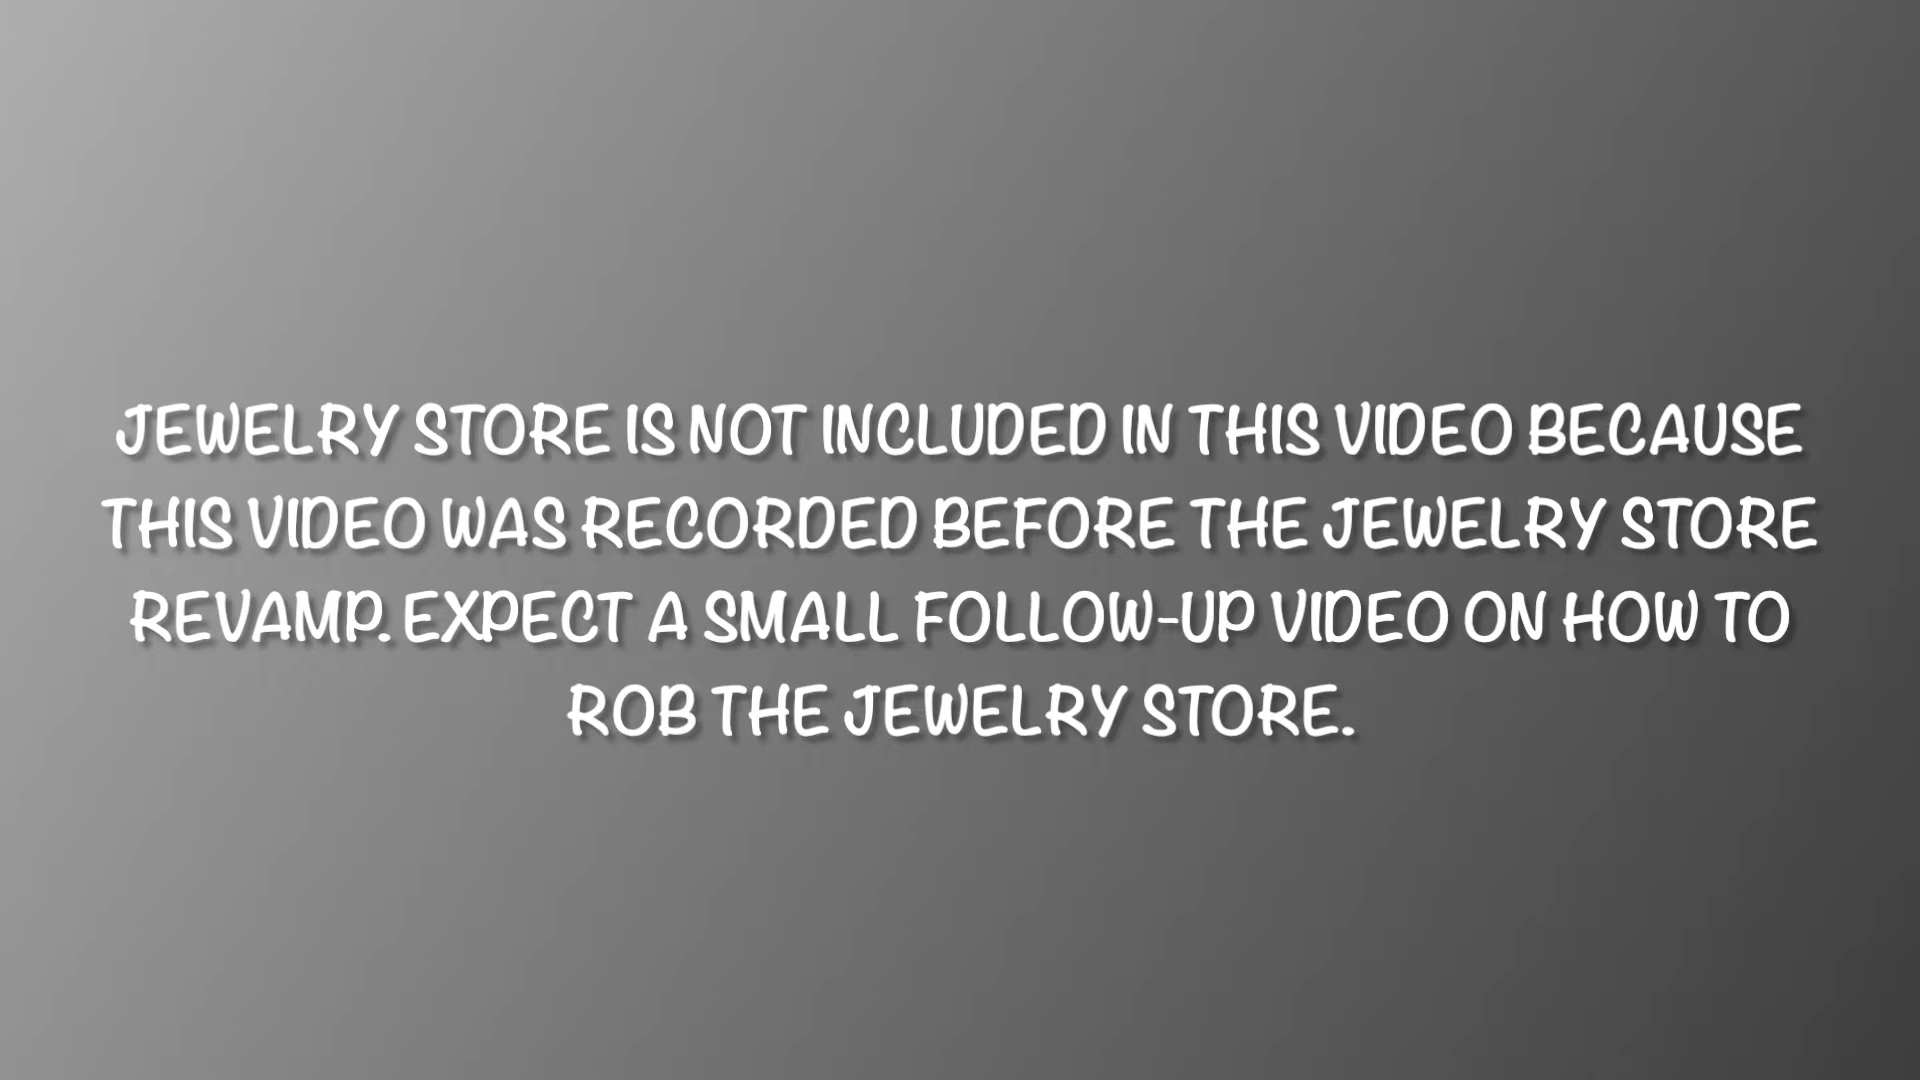 JEWELRY STORE IS NOT INCLUDED IN THIS VIDEO BECAUSE
THIS VIDEO WAS RECORDED BEFORE THE JEWELRY STORE
REVAMP. EXPECT A SMALL FOLLOW-UP VIDEO ON HOW TO
ROB THE JEWELRY STORE.